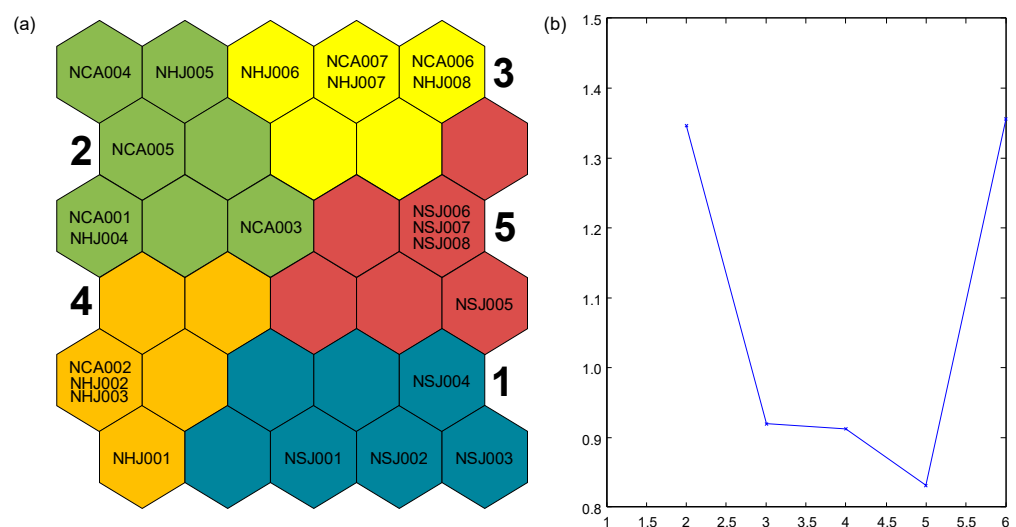 (a)
NCA004
NHJ005
NHJ006
NCA007
NHJ007
NCA006
NHJ008
3
2
NCA005
NCA001
NHJ004
NCA003
NSJ006
NSJ007
NSJ008
5
4
NSJ005
NCA002
NHJ002
NHJ003
NSJ004
1
NHJ001
NSJ001
NSJ002
NSJ003
(b)
1.5
1.4
1.3
1.2
1.1
1.0
0.9
0.8
1 1.5 2 2.5 3 3.5 4 4.5 5 5.5 6